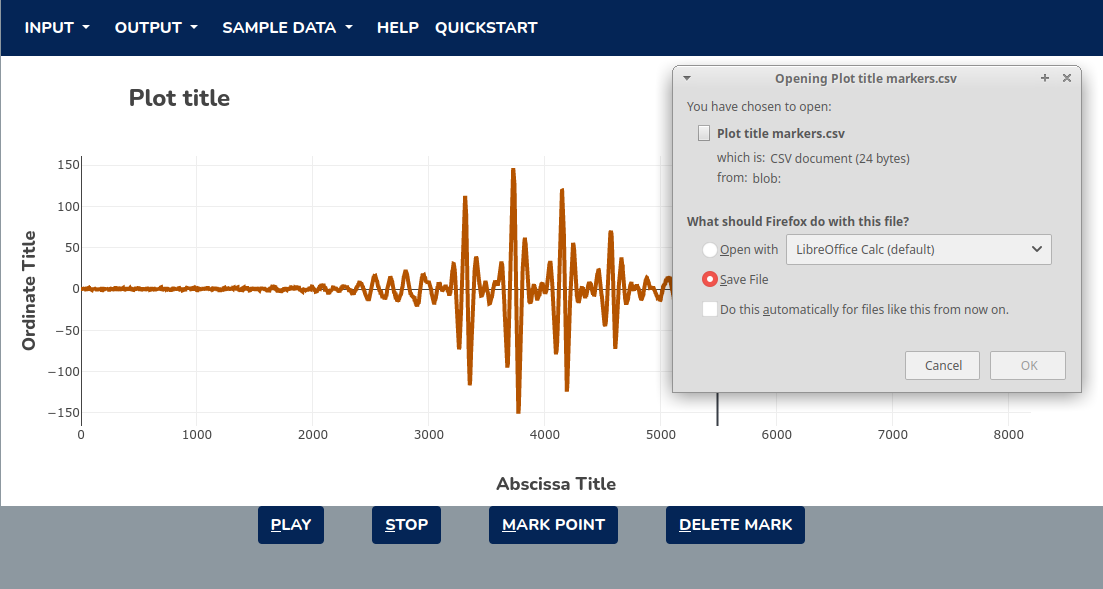 INPUT OUTPUT SAMPLE DATA HELP QUICKSTART
Plot title
Ordinate Title
150
100
50
0
−50
−100
−150
0 1000 2000 3000 4000 5000 6000 7000 8000
Abscissa Title
Opening Plot title markers.csv
You have chosen to open:
Plot title markers.csv
which is: CSV document (24 bytes)
from: blob:
What should Firefox do with this file?
Open with LibreOffice Calc (default)
Save File
Do this automatically for files like this from now on.
Cancel OK
PLAY STOP MARK POINT DELETE MARK